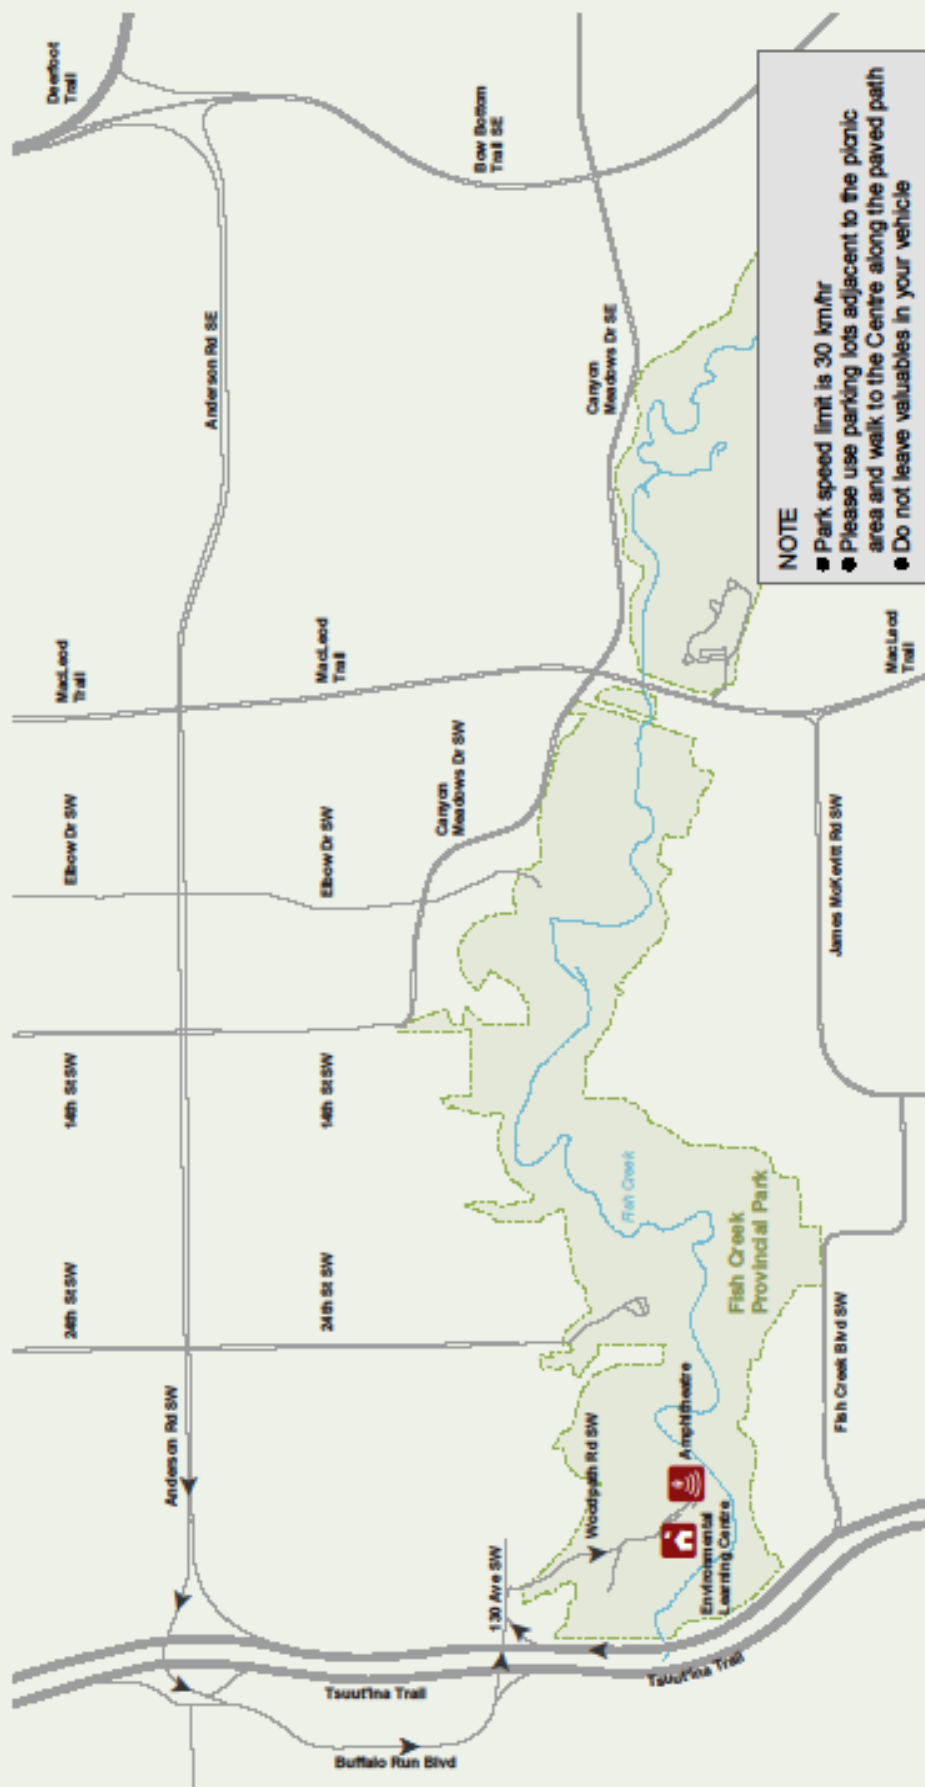 Deerfoot
Trail
Bow Bottom
Trail SE
Anderson Rd SE
Canyon
Meadows Dr SE
MacLeod
Trail
MacLeod
Trail
MacLeod
Trail
Canyon
Meadows Dr SW
Elbow Dr SW
Elbow Dr SW
James McKevitt Rd SW
14th St SW
14th St SW
24th St SW
24th St SW
Fish Creek
Fish Creek
Provincial Park
Fish Creek Blvd SW
Anderson Rd SW
Woodpath Rd SW
Amphitheatre
Environmental
Learning Centre
130 Ave SW
Tsuut'ina Trail
Tsuut'ina Trail
Buffalo Run Blvd
NOTE
● Park speed limit is 30 km/hr
● Please use parking lots adjacent to the picnic
area and walk to the Centre along the paved path
● Do not leave valuables in your vehicle